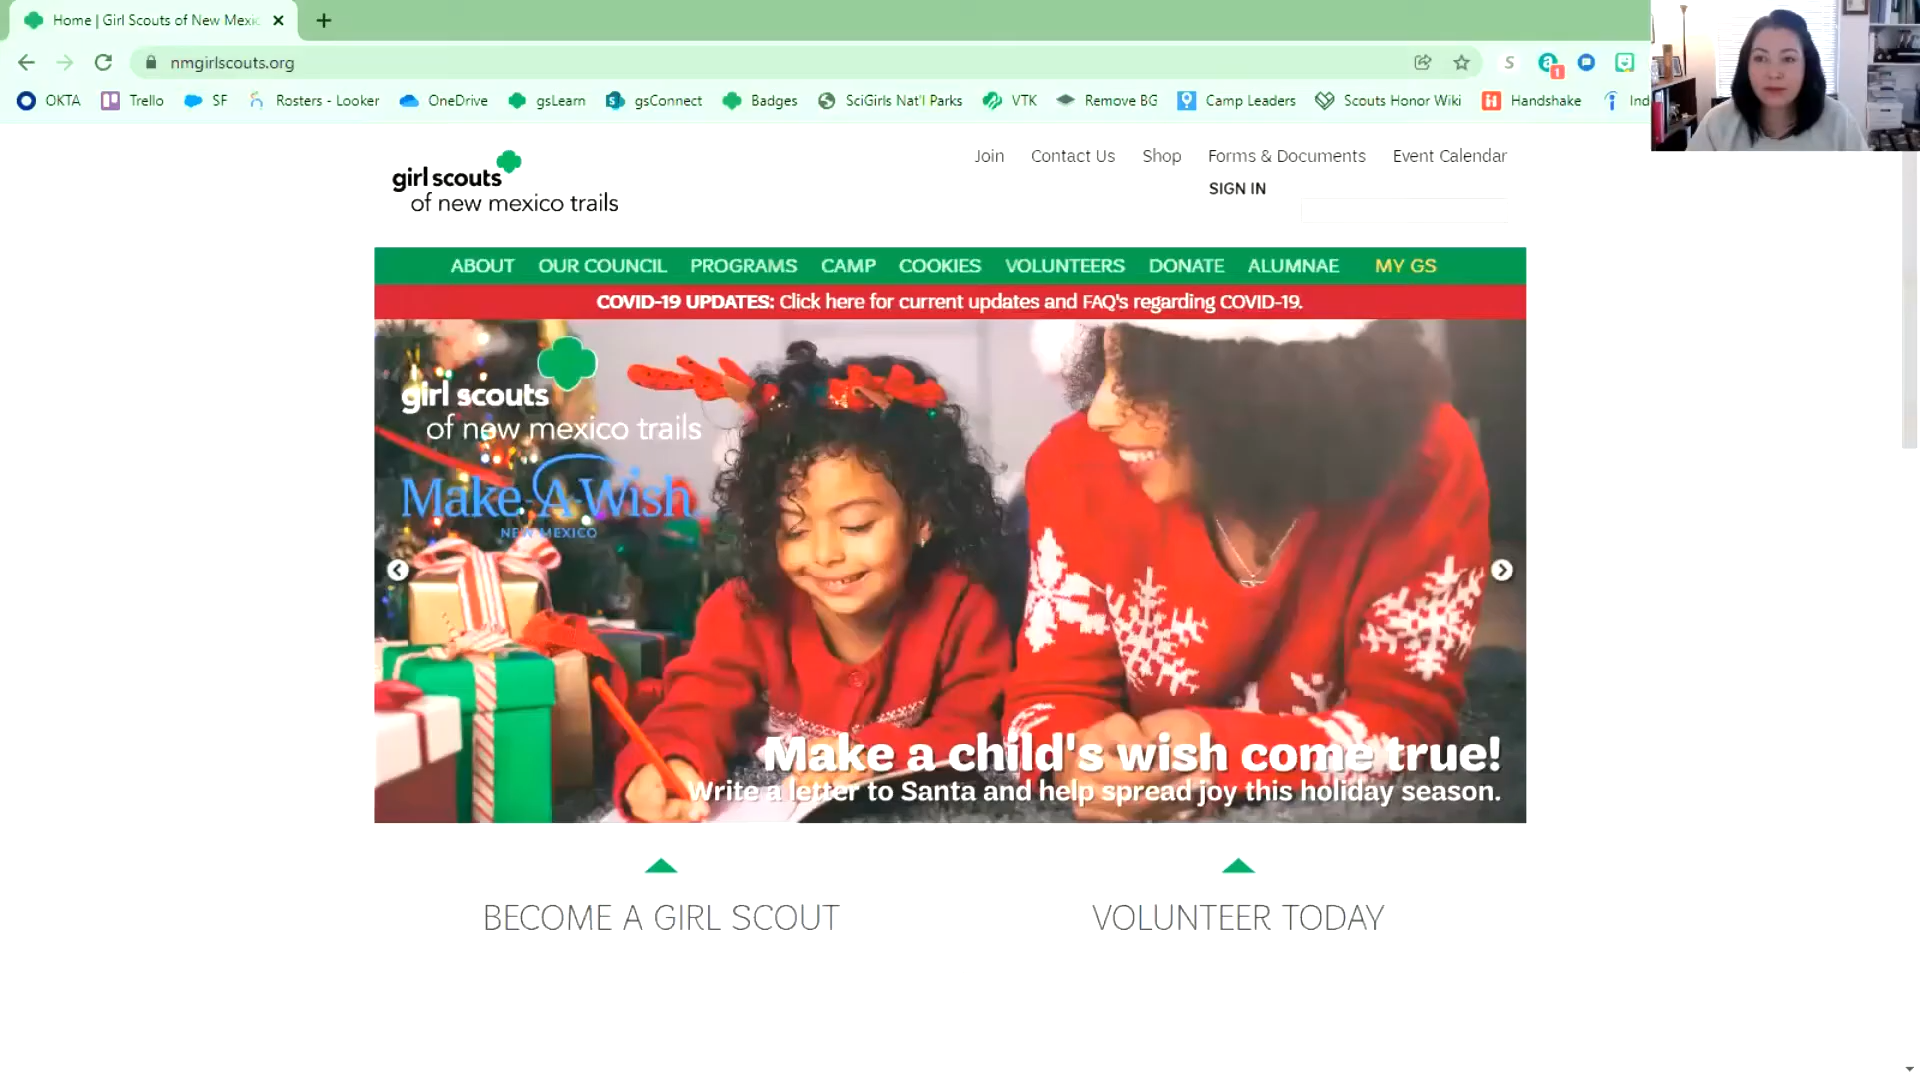 Home | Girl Scouts of New Mexic
nmgirlscouts.org
OKTA Trello SF Rosters - Looker OneDrive gsLearn gsConnect Badges SciGirls Nat'l Parks VTK Remove BG Camp Leaders Scouts Honor Wiki Handshake Ind
Join Contact Us Shop Forms & Documents Event Calendar
SIGN IN
girl scouts
of new mexico trails
ABOUT OUR COUNCIL PROGRAMS CAMP COOKIES VOLUNTEERS DONATE ALUMNAE MY GS
COVID-19 UPDATES: Click here for current updates and FAQ's regarding COVID-19.
girl scouts
of new mexico trails
Make-A-Wish
NEW MEXICO
Make a child's wish come true!
Write a letter to Santa and help spread joy this holiday season.
BECOME A GIRL SCOUT
VOLUNTEER TODAY